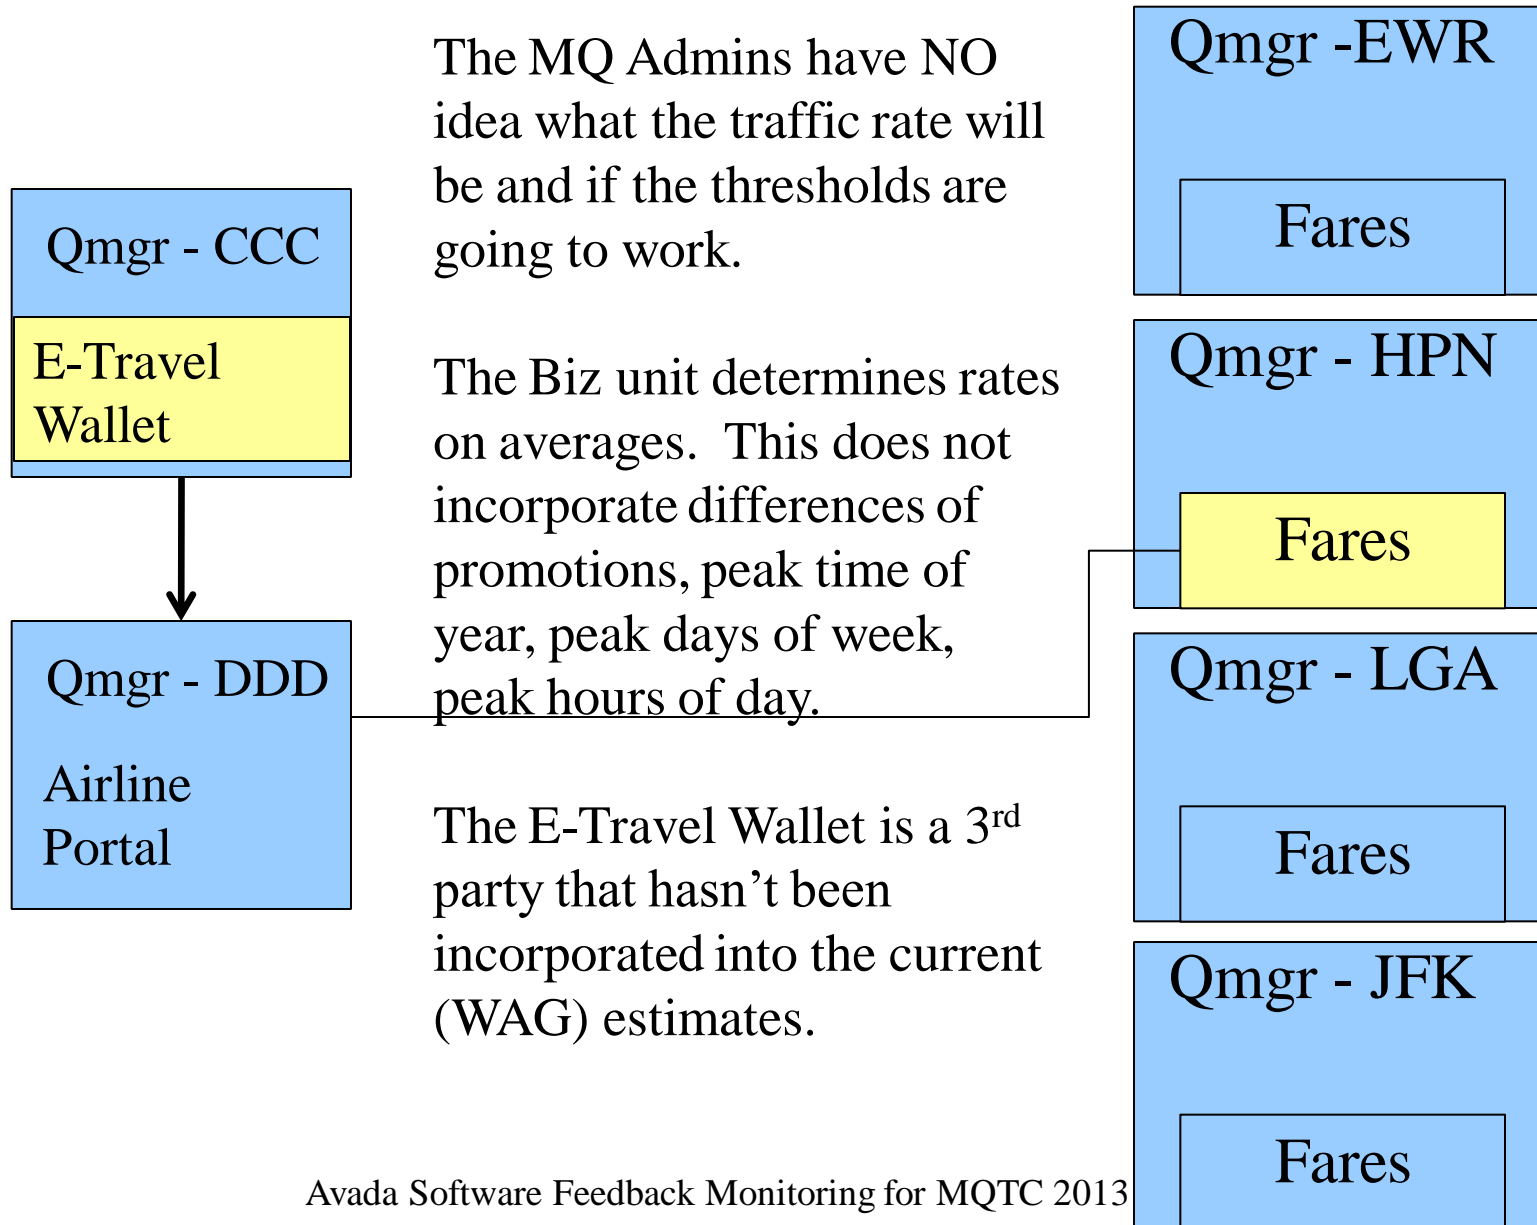 Qmgr - CCC
E-Travel
Wallet
Qmgr - DDD
Airline
Portal
The MQ Admins have NO
idea what the traffic rate will
be and if the thresholds are
going to work.
The Biz unit determines rates
on averages.  This does not
incorporate differences of
promotions, peak time of
year, peak days of week,
peak hours of day.
The E-Travel Wallet is a 3rd
party that hasn’t been
incorporated into the current
(WAG) estimates.
Qmgr -EWR
Fares
Qmgr - HPN
Fares
Qmgr - LGA
Fares
Qmgr - JFK
Fares
Avada Software Feedback Monitoring for MQTC 2013